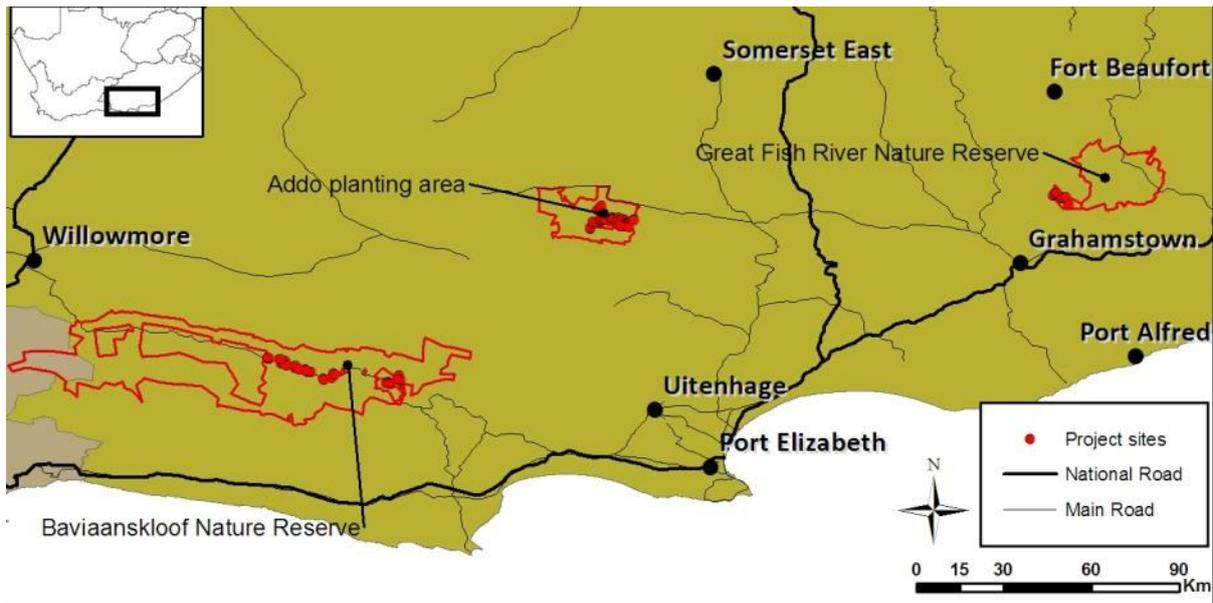 Somerset East
Fort Beaufort
Great Fish River Nature Reserve
Addo planting area
Willowmore
Grahamstown
Port Alfred
Uitenhage
Port Elizabeth
Baviaanskloof Nature Reserve
Project sites
National Road
Main Road
N
0 15 30 60 90
Km